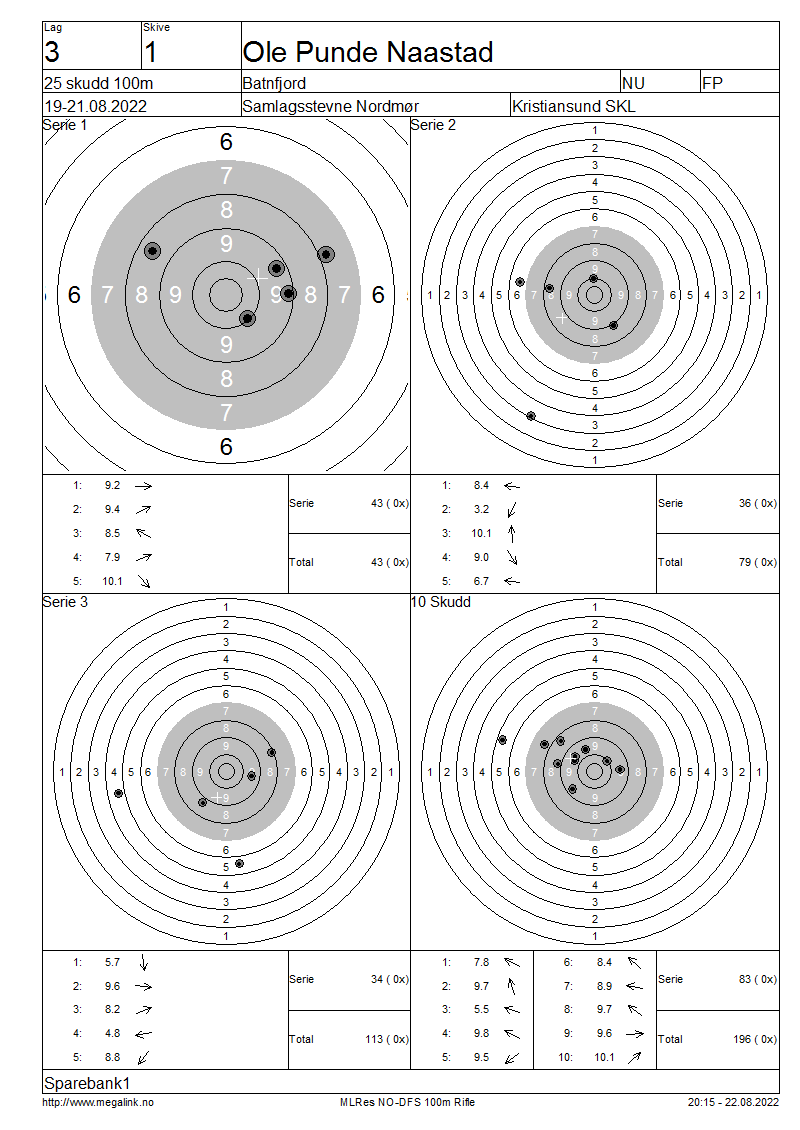 Lag
Skive
3
1
Ole Punde Naastad
25 skudd 100m
Batnfjord
NU
FP
19-21.08.2022
Samlagsstevne Nordmør
Kristiansund SKL
Serie 1
6
7
8
9
6 7 8 9 9 8 7 6
9
8
7
6
1: 9.2
2: 9.4
3: 8.5
4: 7.9
5: 10.1
Serie 43 ( 0x)
Total 43 ( 0x)
Serie 2
1
2
3
4
5
6
7
8
9
1 2 3 4 5 6 7 8 9 9 8 7 6 5 4 3 2 1
9
8
7
6
5
4
3
2
1
1: 8.4
2: 3.2
3: 10.1
4: 9.0
5: 6.7
Serie 36 ( 0x)
Total 79 ( 0x)
Serie 3
1
2
3
4
5
6
7
8
9
1 2 3 4 5 6 7 8 9 9 8 7 6 5 4 3 2 1
9
8
7
6
5
4
3
2
1
1: 5.7
2: 9.6
3: 8.2
4: 4.8
5: 8.8
Serie 34 ( 0x)
Total 113 ( 0x)
10 Skudd
1
2
3
4
5
6
7
8
9
1 2 3 4 5 6 7 8 9 9 8 7 6 5 4 3 2 1
9
8
7
6
5
4
3
2
1
1: 7.8 6: 8.4
2: 9.7 7: 8.9
3: 5.5 8: 9.7
4: 9.8 9: 9.6
5: 9.5 10: 10.1
Serie 83 ( 0x)
Total 196 ( 0x)
Sparebank1
http://www.megalink.no
MLRes NO-DFS 100m Rifle
20:15 - 22.08.2022